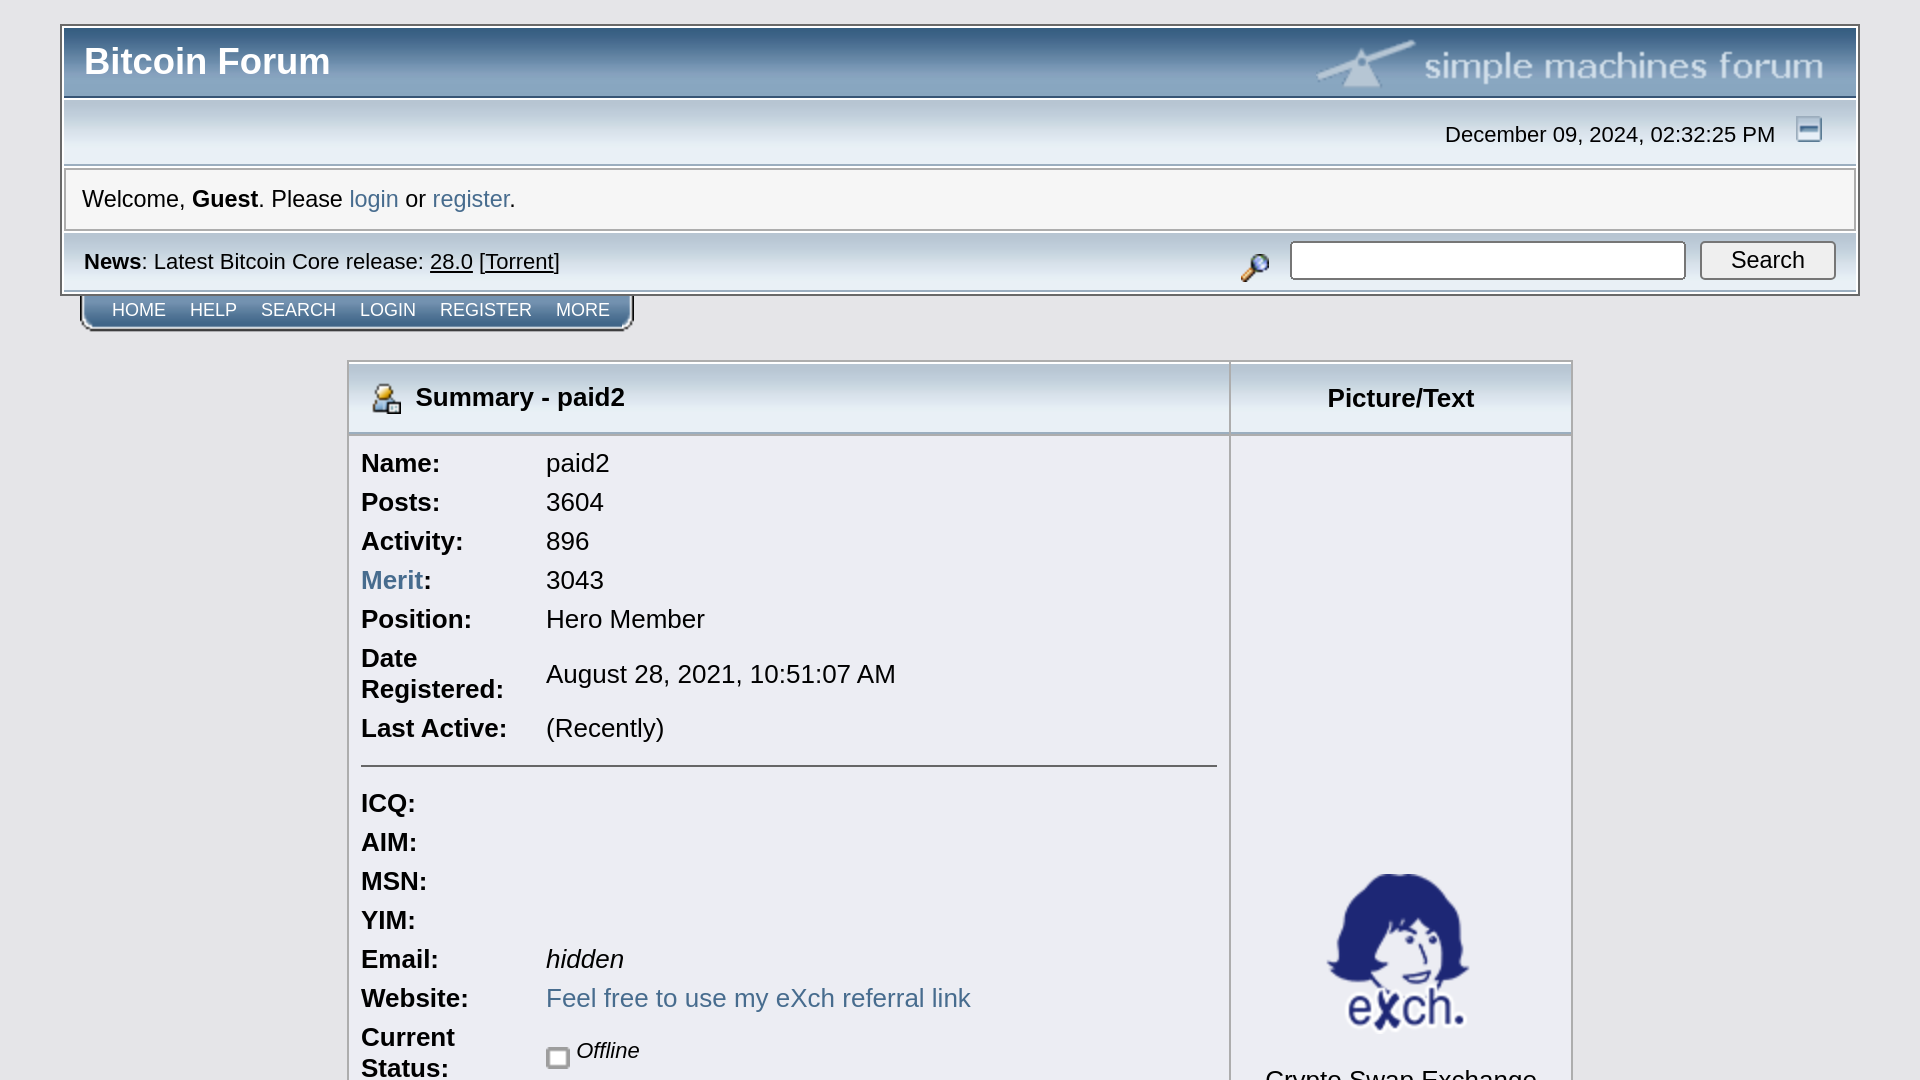 Bitcoin Forum
simple machines forum
December 09, 2024, 02:32:25 PM
Welcome, Guest. Please login or register.
News: Latest Bitcoin Core release: 28.0 [Torrent]
Search
HOME HELP SEARCH LOGIN REGISTER MORE
Summary - paid2
Picture/Text
Name: paid2
Posts: 3604
Activity: 896
Merit: 3043
Position: Hero Member
Date
Registered: August 28, 2021, 10:51:07 AM
Last Active: (Recently)
ICQ:
AIM:
MSN:
YIM:
Email: hidden
Website: Feel free to use my eXch referral link
Current
Status: Offline
exch.
Crypto Swap Exchange